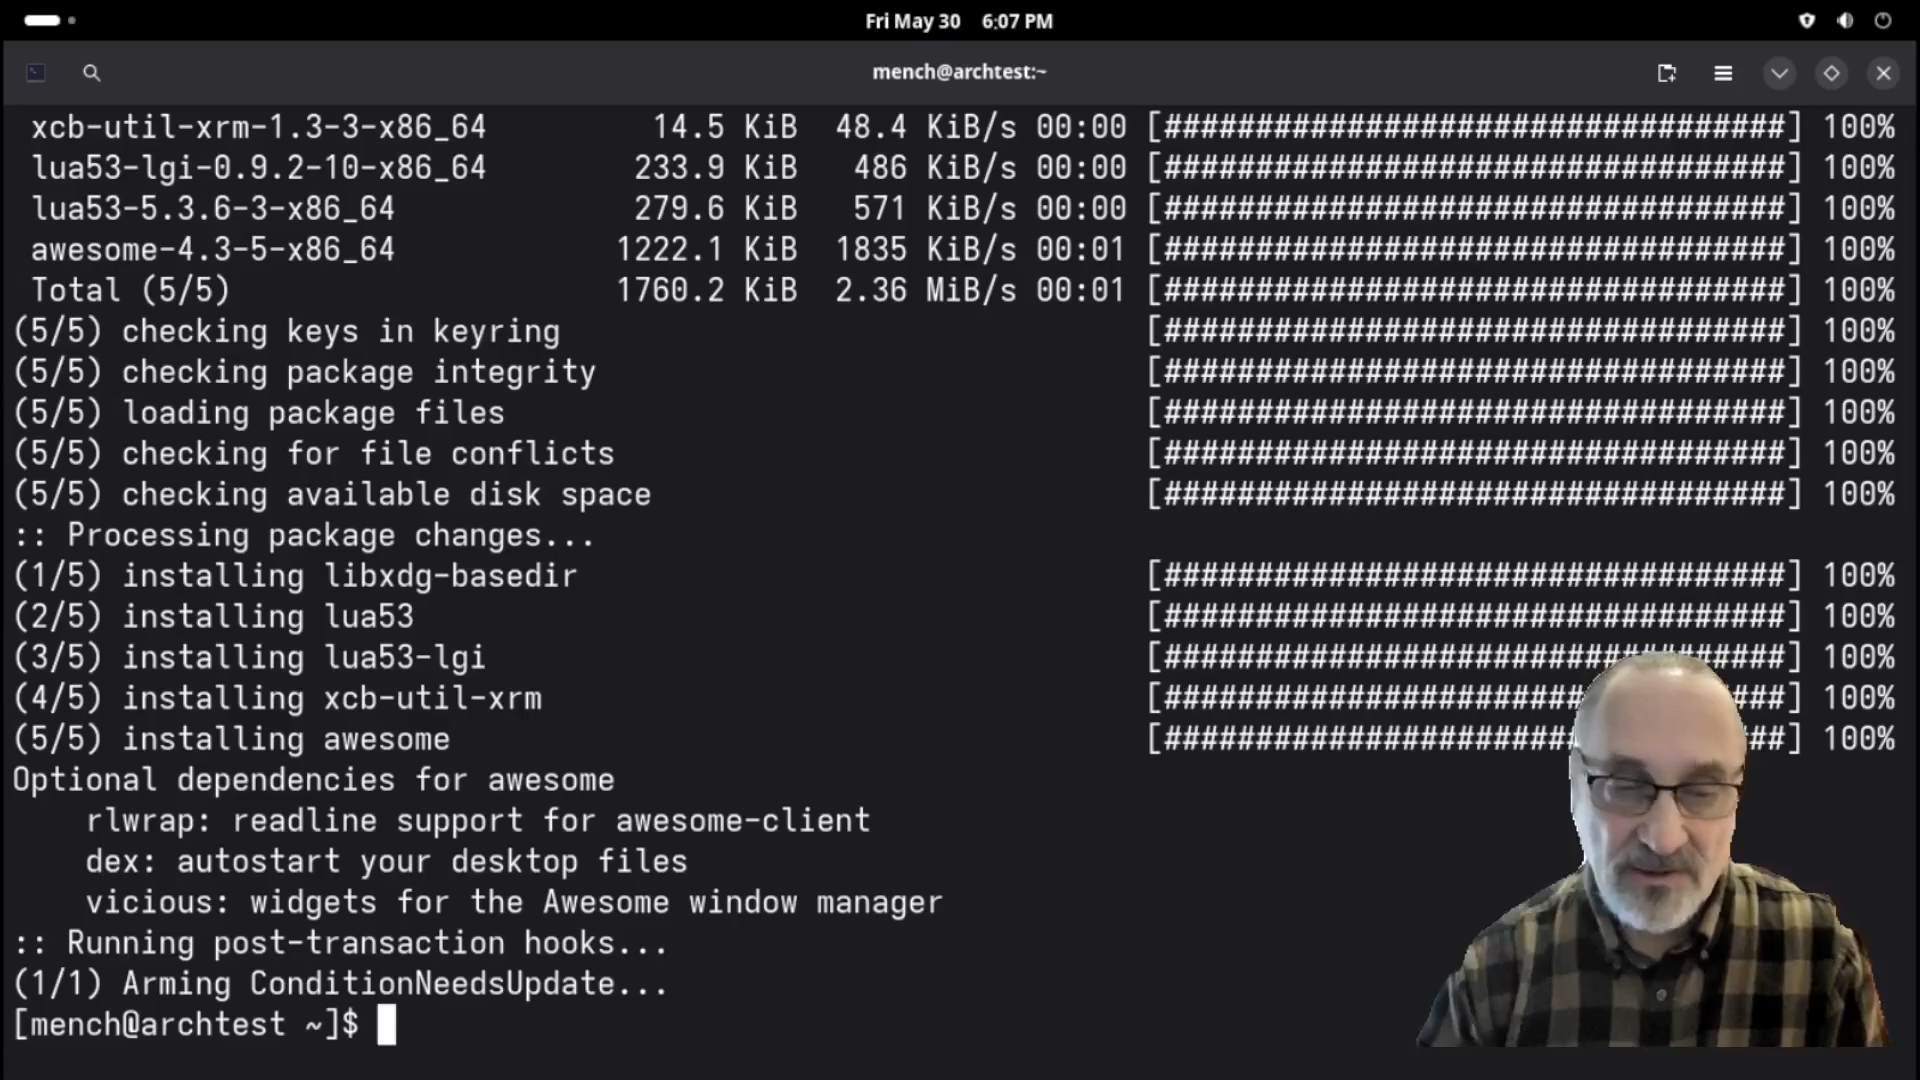 Fri May 30 6:07 PM
mench@archtest:~
xcb-util-xrm-1.3-3-x86_64 14.5 KiB 48.4 KiB/s 00:00 [##################################] 100%
lua53-lgi-0.9.2-10-x86_64 233.9 KiB 486 KiB/s 00:00 [##################################] 100%
lua53-5.3.6-3-x86_64 279.6 KiB 571 KiB/s 00:00 [##################################] 100%
awesome-4.3-5-x86_64 1222.1 KiB 1835 KiB/s 00:01 [##################################] 100%
Total (5/5) 1760.2 KiB 2.36 MiB/s 00:01 [##################################] 100%
(5/5) checking keys in keyring [##################################] 100%
(5/5) checking package integrity [##################################] 100%
(5/5) loading package files [##################################] 100%
(5/5) checking for file conflicts [##################################] 100%
(5/5) checking available disk space [##################################] 100%
:: Processing package changes...
(1/5) installing libxdg-basedir [##################################] 100%
(2/5) installing lua53 [##################################] 100%
(3/5) installing lua53-lgi [##################################] 100%
(4/5) installing xcb-util-xrm [#############################] 100%
(5/5) installing awesome [###########################] 100%
Optional dependencies for awesome
rlwrap: readline support for awesome-client
dex: autostart your desktop files
vicious: widgets for the Awesome window manager
:: Running post-transaction hooks...
(1/1) Arming ConditionNeedsUpdate...
[mench@archtest ~]$